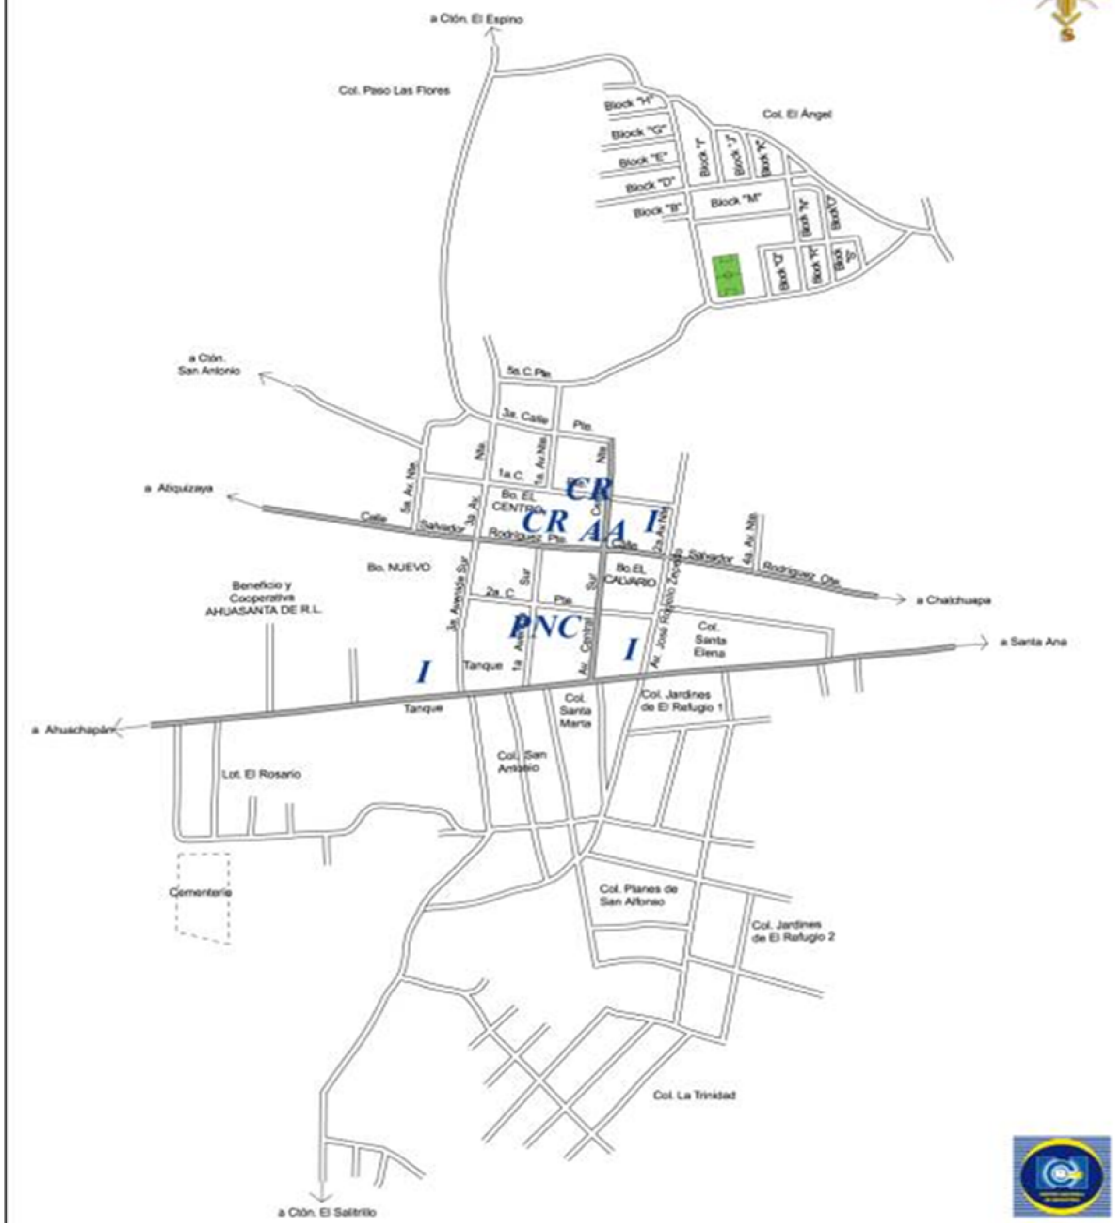 S
a Ctón. El Espino
Col. Paso Las Flores
Col. El Ángel
Block "H"
Block "G"
Block "E"
Block "D"
Block "B"
Block "I"
Block "J"
Block "K"
Block "M"
Block "N"
Block
Block "Q"
Block "R"
Block
"S"
a Ctón.
San Antonio
5a. C. Pte.
3a. Calle
Pte.
1a. Av. Nte.
Nte.
Nte.
5a. Av. Nte.
1a. C.
3a. Av.
CR
Bo. EL
CENTRO
CR
A A
I
2a. Av. Nte.
4a. Av. Nte.
a Atiquizaya
Calle
Salvador
Rodríguez Pte.
Calle
Salvador
Rodríguez Ote.
a Chalchuapa
Bo. NUEVO
Bo. EL
CALVARIO
Beneficio y
Cooperativa
AHUASANTA DE R.L.
3a. Avenida Sur
2a. C.
Pte.
Sur
Sur
PNC
Av. Central
I
I
Col.
Santa
Elena
a Santa Ana
Tanque
Tanque
Col.
Santa
Marta
Col. Jardines
de El Refugio 1
a Ahuachapán
Lot. El Rosario
Col. San
Antonio
Cementerio
Col. Planes de
San Alfonso
Col. Jardines
de El Refugio 2
Col. La Trinidad
a Ctón. El Salitrillo